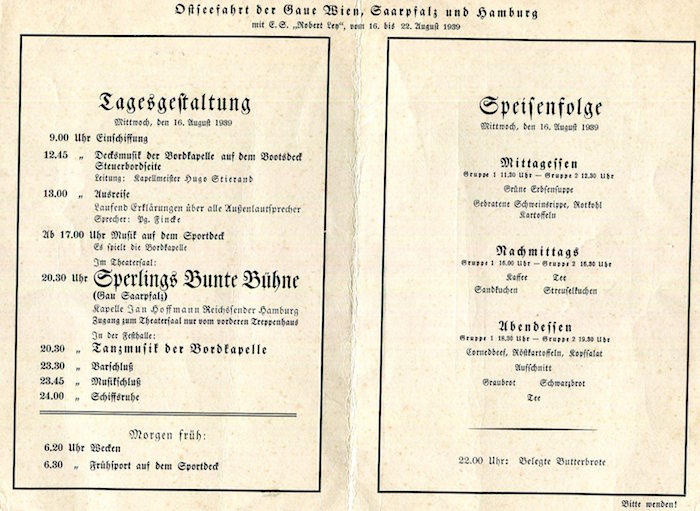 Ostseefahrt der Gaue Wien, Saarpfalz und Hamburg
mit E. S. „Robert Ley", vom 16. bis 22. August 1939
Tagesgestaltung
Mittwoch, den 16. August 1939
9.00 Uhr Einschiffung
12.45 „ Decksmusik der Bordkapelle auf dem Bootsdeck
Steuerbordseite
Leitung: Kapellmeister Hugo Stierand
13.00 „ Ausreise
Laufend Erklärungen über alle Außenlautsprecher
Sprecher: Pg. Fincke
Ab 17.00 Uhr Musik auf dem Sportdeck
Es spielt die Bordkapelle
Im Theatersaal:
20.30 Uhr Sperlings Bunte Bühne
(Gau Saarpfalz)
Kapelle Jan Hoffmann Reichssender Hamburg
Zugang zum Theatersaal nur vom vorderen Treppenhaus
In der Festhalle:
20.30 „ Tanzmusik der Bordkapelle
23.30 „ Barschluß
23.45 „ Musikschluß
24.00 „ Schiffsruhe
Morgen früh:
6.20 Uhr Wecken
6.30 „ Frühsport auf dem Sportdeck
Speisenfolge
Mittwoch, den 16. August 1939
Mittagessen
Gruppe 1 11.30 Uhr — Gruppe 2 12.30 Uhr
Grüne Erbsensuppe
Gebratene Schweinsrippe, Rotkohl
Kartoffeln
Nachmittags
Gruppe 1 16.00 Uhr — Gruppe 2 16.30 Uhr
Kaffee Tee
Sandkuchen Streuselkuchen
Abendessen
Gruppe 1 18.30 Uhr — Gruppe 2 19.30 Uhr
Cornedbeef, Röstkartoffeln, Kopfsalat
Aufschnitt
Graubrot Schwarzbrot
Tee
22.00 Uhr: Belegte Butterbrote
Bitte wenden!